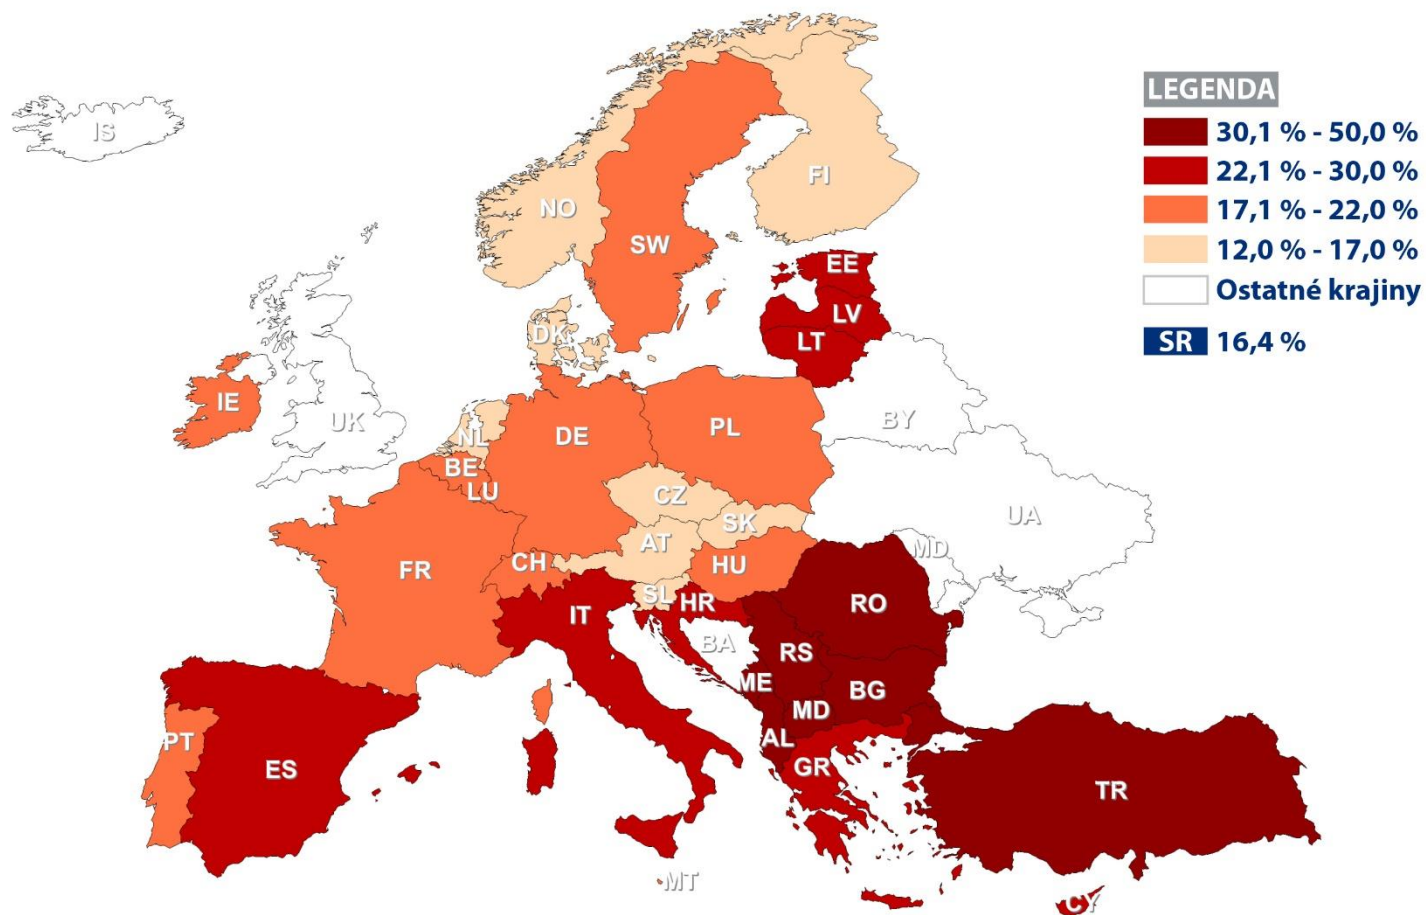 LEGENDA
30,1 % - 50,0 %
22,1 % - 30,0 %
17,1 % - 22,0 %
12,0 % - 17,0 %
Ostatné krajiny
SR 16,4 %
IS
FI
NO
SW
EE
LV
DK
LT
IE
UK
NL
DE
PL
BY
BE
LU
CZ
SK
UA
AT
MD
FR
CH
HU
SL
HR
RO
IT
BA
RS
ME
BG
MD
PT
AL
ES
GR
TR
MT
CY